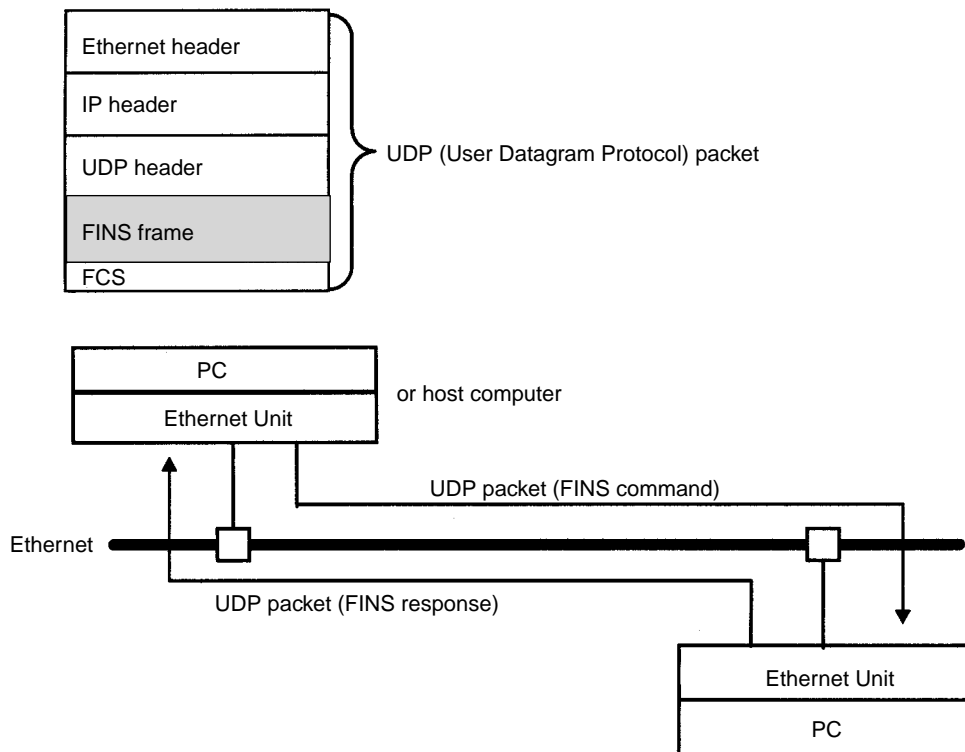 Ethernet header
IP header
UDP header
FINS frame
FCS
UDP (User Datagram Protocol) packet
PC
Ethernet Unit
or host computer
UDP packet (FINS command)
Ethernet
UDP packet (FINS response)
Ethernet Unit
PC